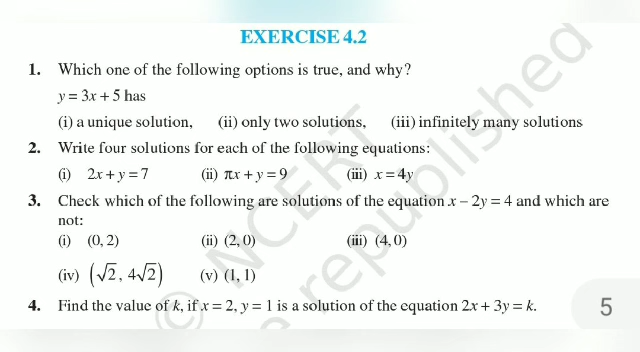 EXERCISE 4.2
1. Which one of the following options is true, and why?
y = 3x + 5 has
(i) a unique solution, (ii) only two solutions, (iii) infinitely many solutions
2. Write four solutions for each of the following equations:
(i) 2x + y = 7 (ii) πx + y = 9 (iii) x = 4y
3. Check which of the following are solutions of the equation x – 2y = 4 and which are
not:
(i) (0, 2) (ii) (2, 0) (iii) (4, 0)
(iv) (√2, 4√2) (v) (1, 1)
4. Find the value of k, if x = 2, y = 1 is a solution of the equation 2x + 3y = k.
5
© NCERT
republished